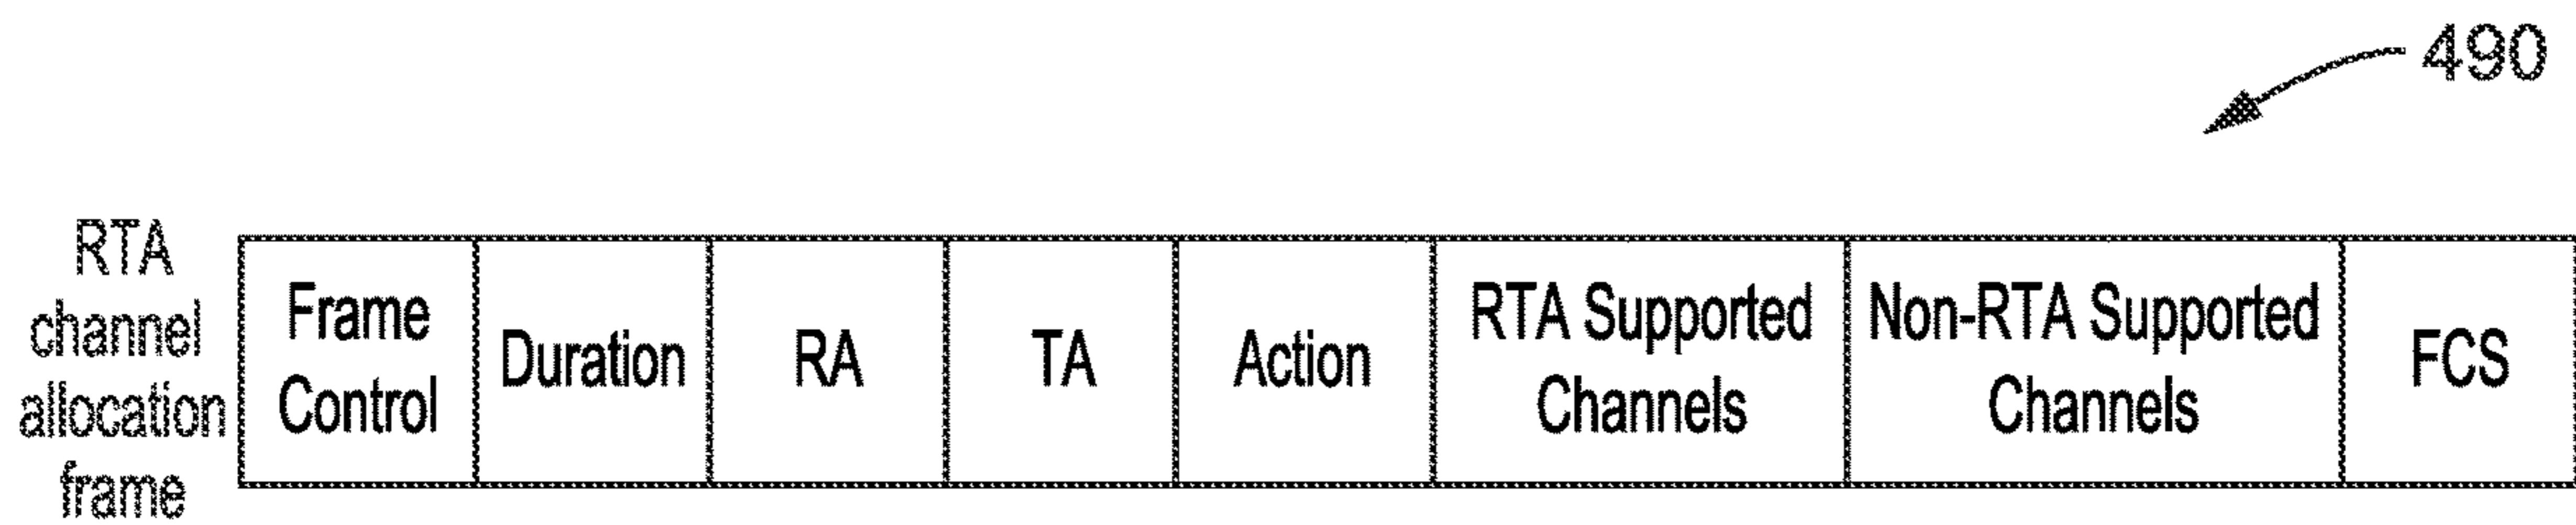 490
RTA
channel
allocation
frame
Frame
Control
Duration
RA
TA
Action
RTA Supported
Channels
Non-RTA Supported
Channels
FCS